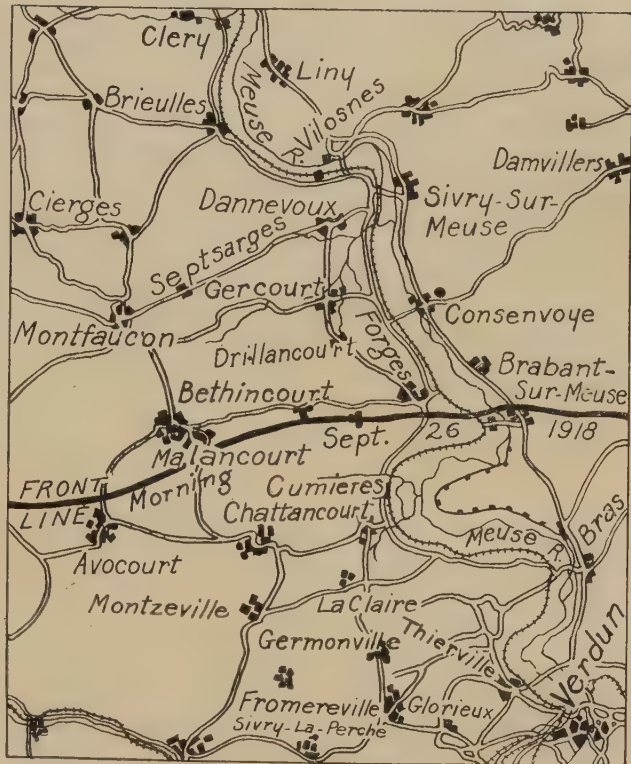 Clery
Liny
Meuse R.
Brieulles
Vilosnes
Damvillers
Cierges
Dannevoux
Sivry-Sur-
Meuse
Septsarges
Gercourt
Consenvoye
Montfaucon
Drillancourt
Forges
Brabant-
Sur-Meuse
Bethincourt
Sept. 26 1918
Malancourt
FRONT
LINE
Morning
Cumieres
Chattancourt
Meuse R.
Bras
Avocourt
Montzeville
LaClaire
Thierville
Germonville
Verdun
Fromereville
Glorieux
Sivry-La-Perche